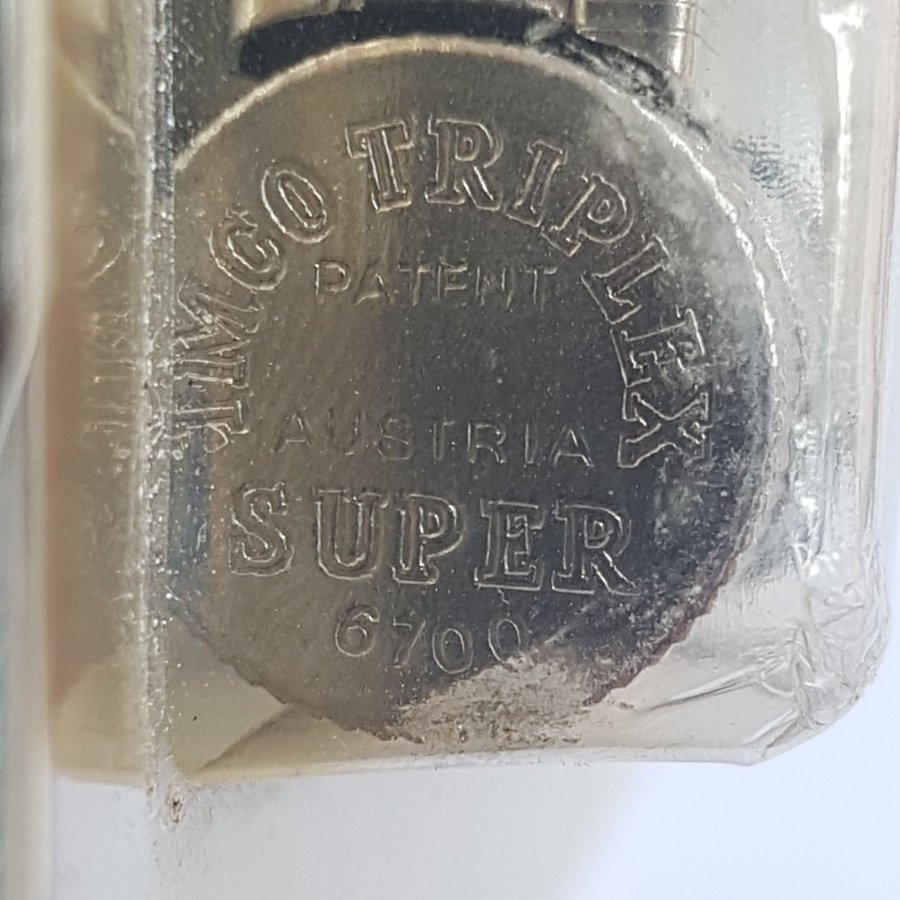 IMCO TRIPLEX
PATENT
AUSTRIA
SUPER
6700